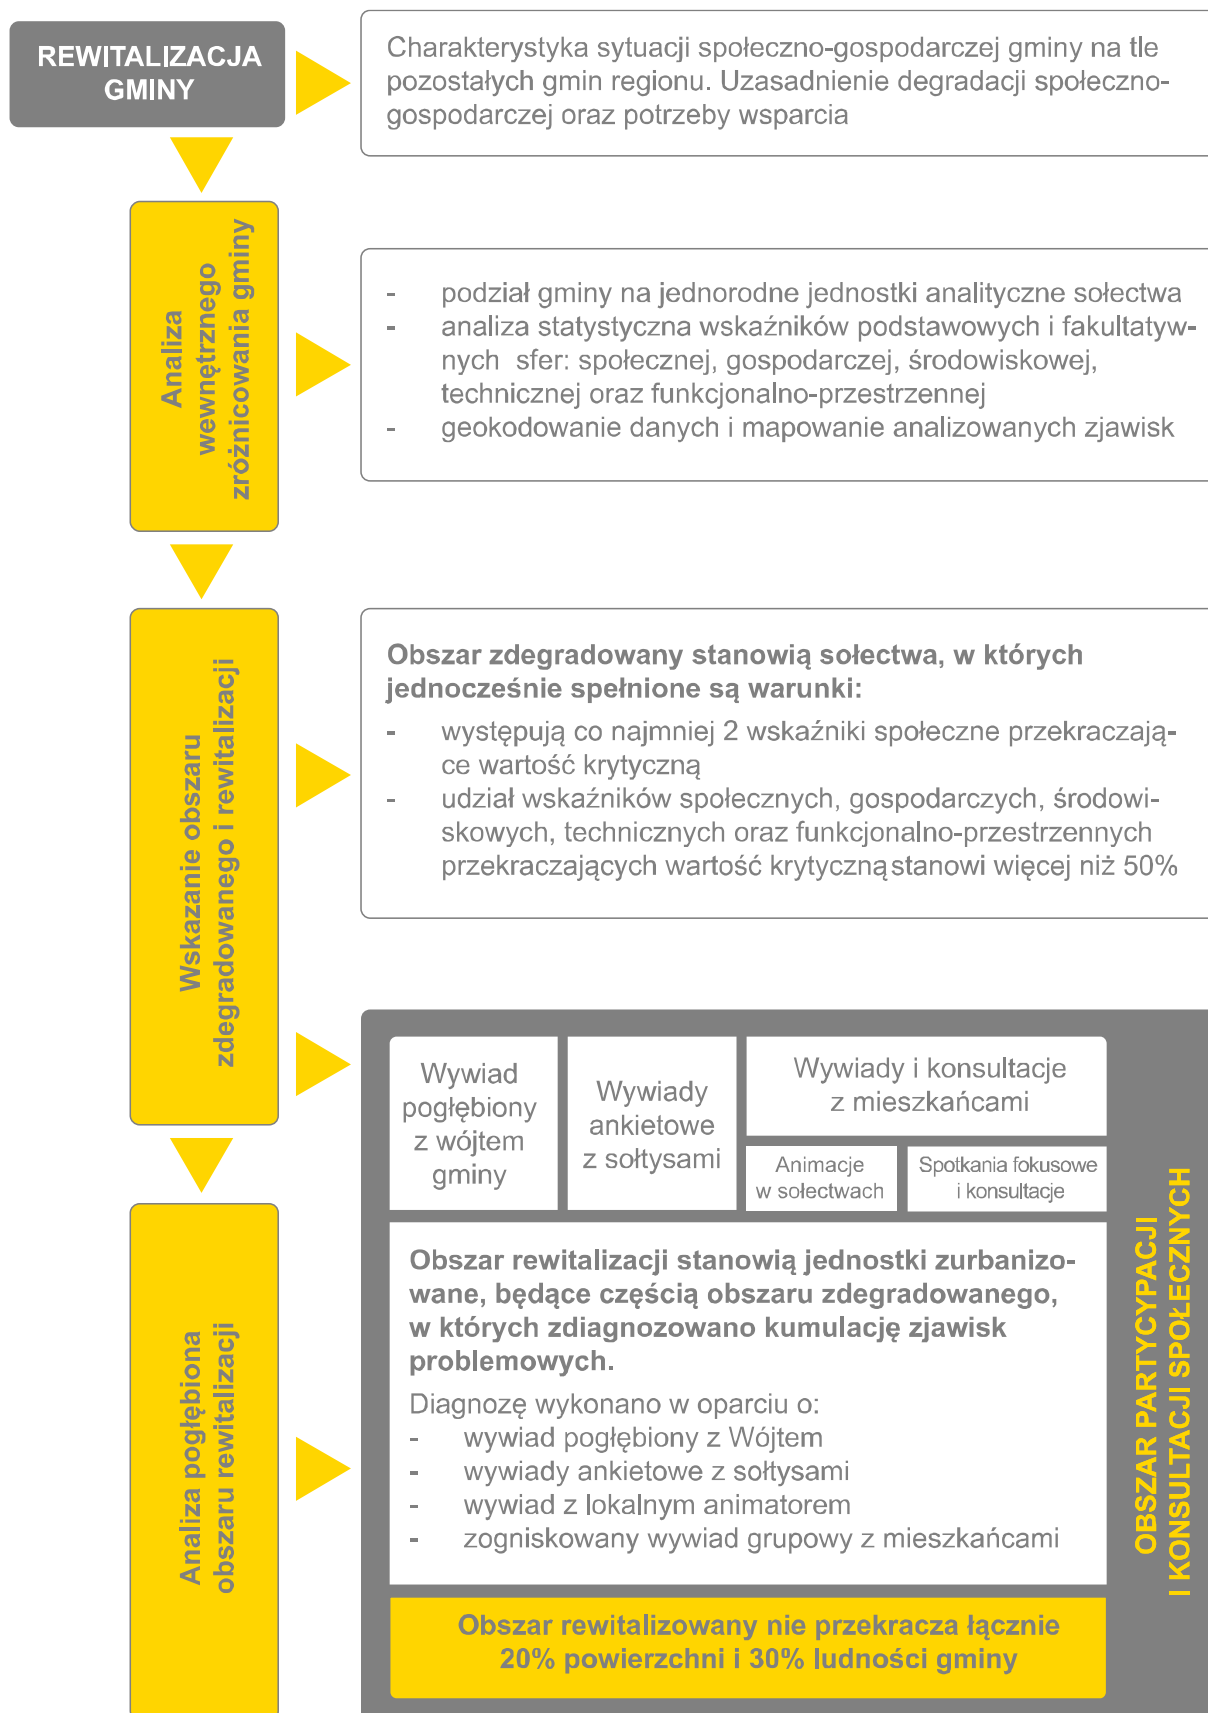 REWITALIZACJA
GMINY
Charakterystyka sytuacji społeczno-gospodarczej gminy na tle
pozostałych gmin regionu. Uzasadnienie degradacji społeczno-
gospodarczej oraz potrzeby wsparcia
Analiza
wewnętrznego
zróżnicowania gminy
- podział gminy na jednorodne jednostki analityczne sołectwa
- analiza statystyczna wskaźników podstawowych i fakultatyw-
nych sfer: społecznej, gospodarczej, środowiskowej,
technicznej oraz funkcjonalno-przestrzennej
- geokodowanie danych i mapowanie analizowanych zjawisk
Wskazanie obszaru
zdegradowanego i rewitalizacji
Obszar zdegradowany stanowią sołectwa, w których
jednocześnie spełnione są warunki:
- występują co najmniej 2 wskaźniki społeczne przekraczają-
ce wartość krytyczną
- udział wskaźników społecznych, gospodarczych, środowi-
skowych, technicznych oraz funkcjonalno-przestrzennych
przekraczających wartość krytyczną stanowi więcej niż 50%
Wywiad
pogłębiony
z wójtem
gminy
Wywiady
ankietowe
z sołtysami
Wywiady i konsultacje
z mieszkańcami
Animacje
w sołectwach
Spotkania fokusowe
i konsultacje
Analiza pogłębiona
obszaru rewitalizacji
Obszar rewitalizacji stanowią jednostki zurbanizo-
wane, będące częścią obszaru zdegradowanego,
w których zdiagnozowano kumulację zjawisk
problemowych.
Diagnozę wykonano w oparciu o:
- wywiad pogłębiony z Wójtem
- wywiady ankietowe z sołtysami
- wywiad z lokalnym animatorem
- zogniskowany wywiad grupowy z mieszkańcami
Obszar rewitalizowany nie przekracza łącznie
20% powierzchni i 30% ludności gminy
OBSZAR PARTYCYPACJI
I KONSULTACJI SPOŁECZNYCH